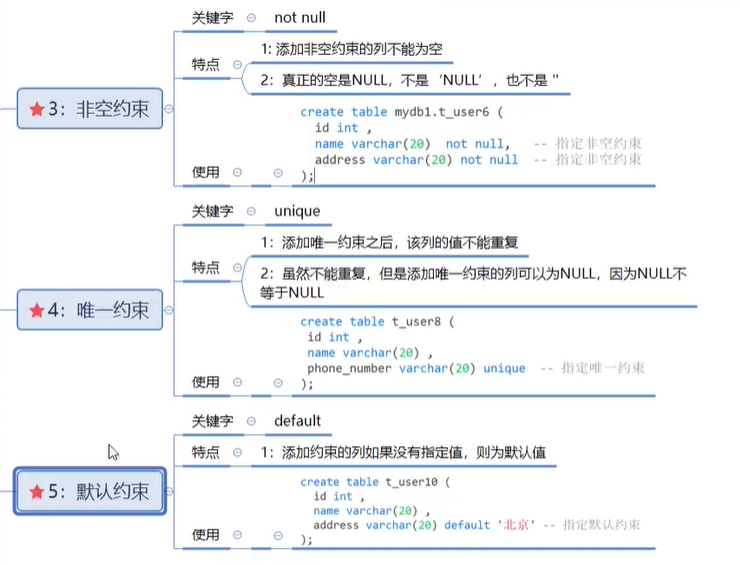 ★3：非空约束
关键字
not null
特点
1: 添加非空约束的列不能为空
2：真正的空是NULL，不是‘NULL’，也不是 ''
使用
create table mydb1.t_user6 (
id int ,
name varchar(20) not null, -- 指定非空约束
address varchar(20) not null -- 指定非空约束
);
★4：唯一约束
关键字
unique
特点
1：添加唯一约束之后，该列的值不能重复
2：虽然不能重复，但是添加唯一约束的列可以为NULL，因为NULL不
等于NULL
使用
create table t_user8 (
id int ,
name varchar(20) ,
phone_number varchar(20) unique -- 指定唯一约束
);
★5：默认约束
关键字
default
特点
1：添加约束的列如果没有指定值，则为默认值
使用
create table t_user10 (
id int ,
name varchar(20) ,
address varchar(20) default '北京' -- 指定默认约束
);